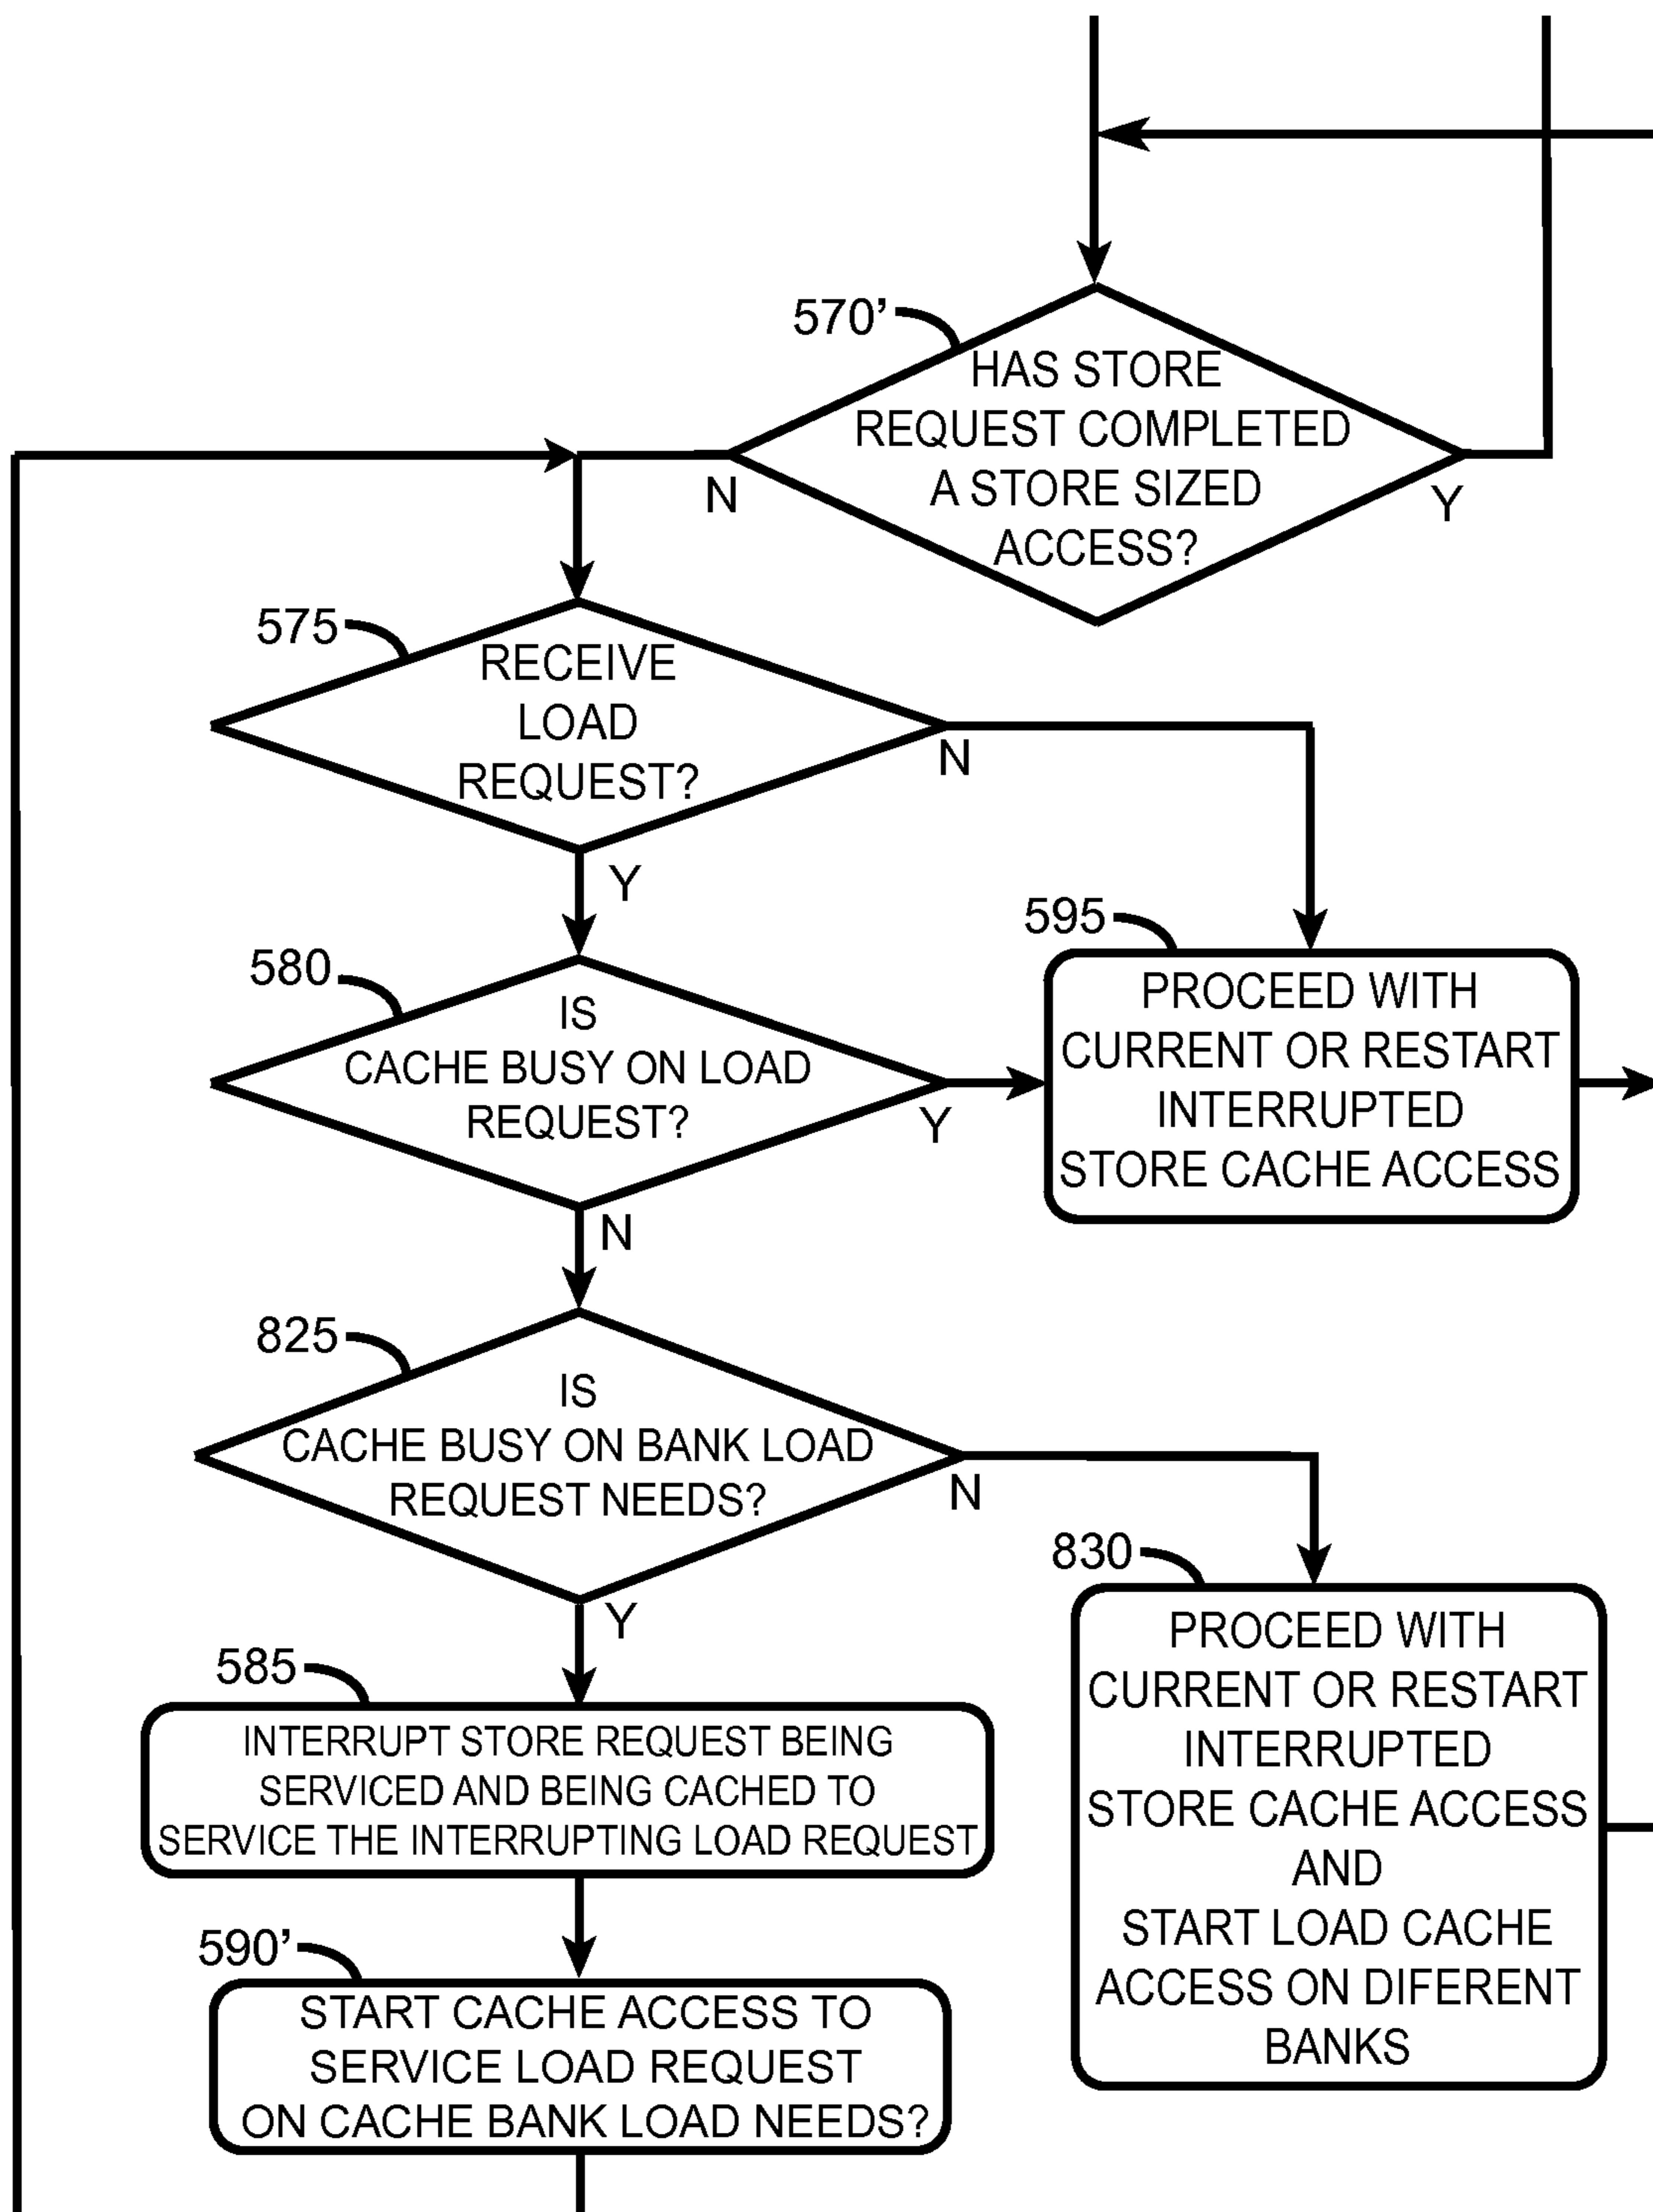 570’
HAS STORE
REQUEST COMPLETED
A STORE SIZED
ACCESS?
N
Y
575
RECEIVE
LOAD
REQUEST?
N
Y
580
IS
CACHE BUSY ON LOAD
REQUEST?
Y
N
595
PROCEED WITH
CURRENT OR RESTART
INTERRUPTED
STORE CACHE ACCESS
825
IS
CACHE BUSY ON BANK LOAD
REQUEST NEEDS?
N
Y
830
PROCEED WITH
CURRENT OR RESTART
INTERRUPTED
STORE CACHE ACCESS
AND
START LOAD CACHE
ACCESS ON DIFERENT
BANKS
585
INTERRUPT STORE REQUEST BEING
SERVICED AND BEING CACHED TO
SERVICE THE INTERRUPTING LOAD REQUEST
590’
START CACHE ACCESS TO
SERVICE LOAD REQUEST
ON CACHE BANK LOAD NEEDS?